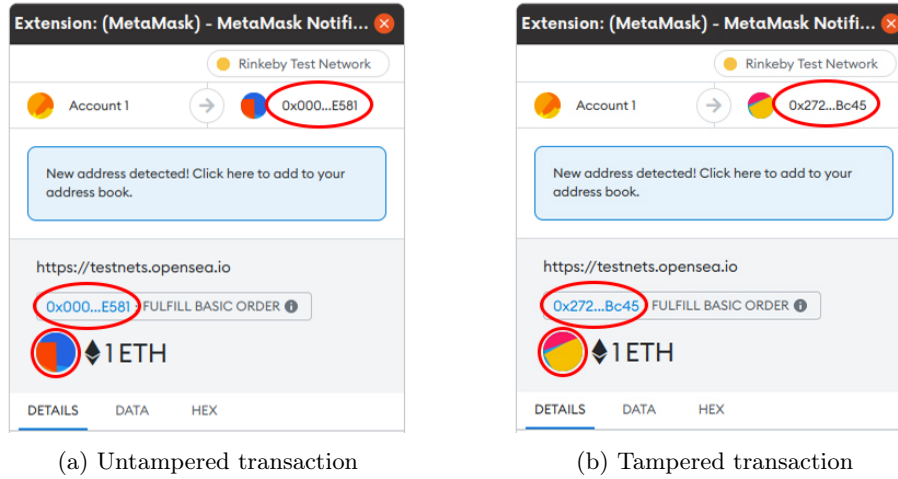 Extension: (MetaMask) - MetaMask Notifi...
Rinkeby Test Network
Account 1
0x000...E581
New address detected! Click here to add to your
address book.
https://testnets.opensea.io
0x000...E581 : FULFILL BASIC ORDER
1 ETH
DETAILS DATA HEX
(a) Untampered transaction
Extension: (MetaMask) - MetaMask Notifi...
Rinkeby Test Network
Account 1
0x272...Bc45
New address detected! Click here to add to your
address book.
https://testnets.opensea.io
0x272...Bc45 FULFILL BASIC ORDER
1 ETH
DETAILS DATA HEX
(b) Tampered transaction